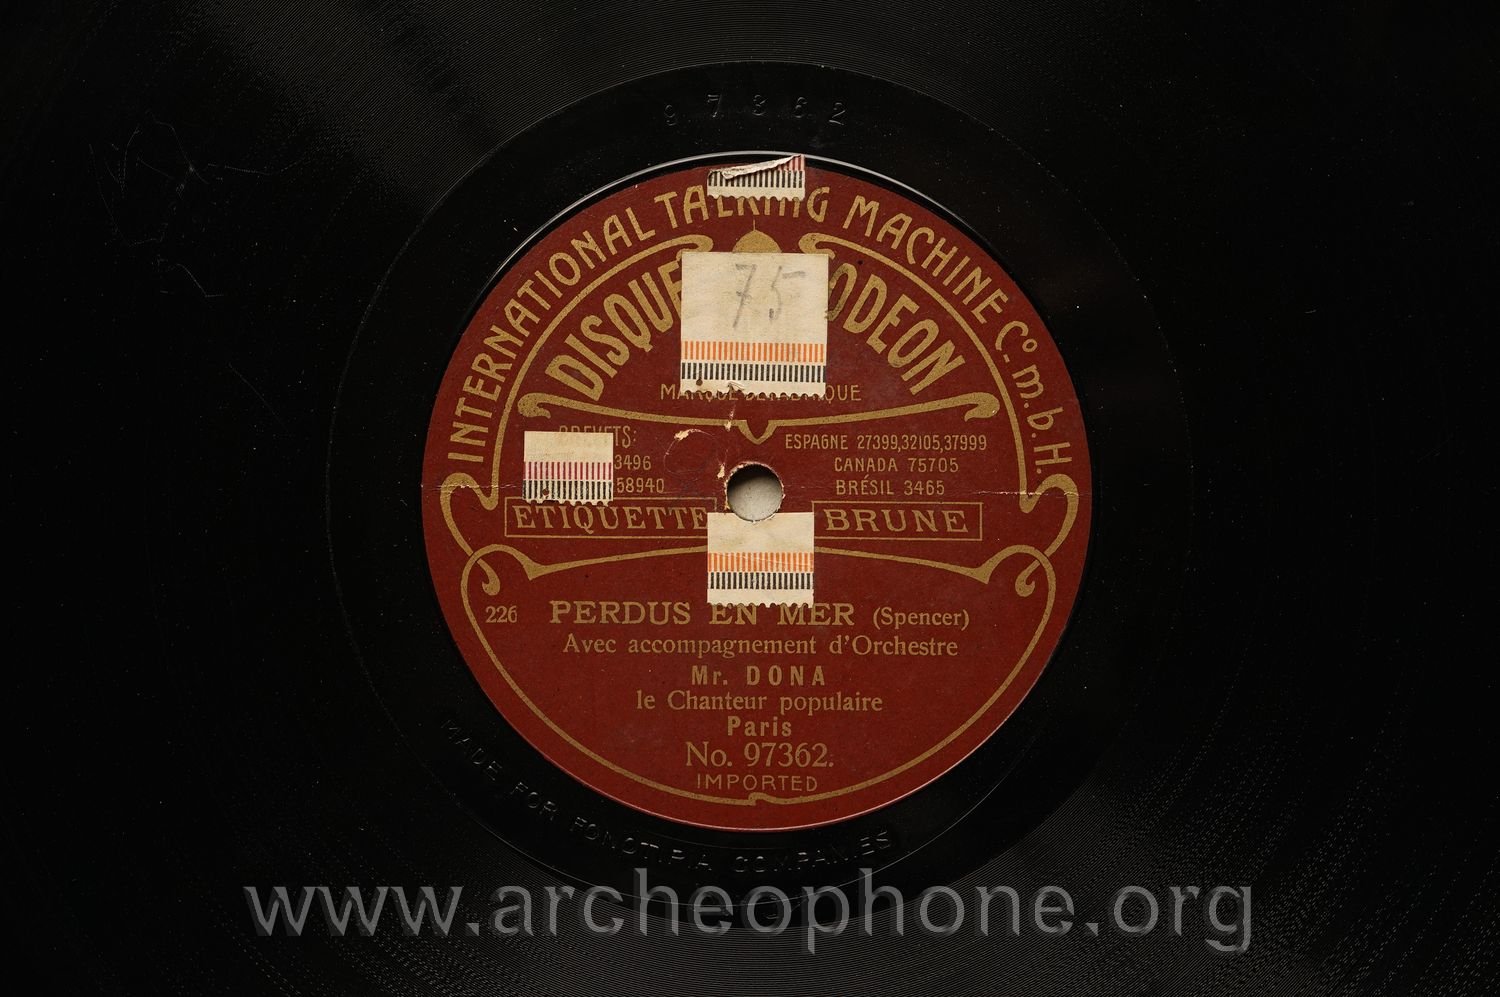 97362
INTERNATIONAL TALKING MACHINE Co. m.b.H.
DISQUE ODEON
75
BREVETS:
3496
58940
ESPAGNE 27399,32105,37999
CANADA 75705
BRÉSIL 3465
ETIQUETTE BRUNE
226 PERDUS EN MER (Spencer)
Avec accompagnement d'Orchestre
Mr. DONA
le Chanteur populaire
Paris
No. 97362.
IMPORTED
MADE FOR FONOTIPIA COMPANIES
www.archeophone.org